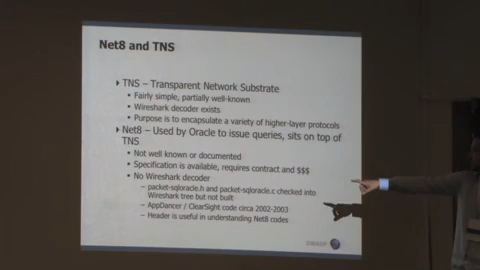 Net8 and TNS
TNS – Transparent Network Substrate
Fairly simple, partially well-known
Wireshark decoder exists
Purpose is to encapsulate a variety of higher-layer protocols
Net8 – Used by Oracle to issue queries, sits on top of
TNS
Not well known or documented
Specification is available, requires contract and $$$
No Wireshark decoder
– packet-sqloracle.h and packet-sqloracle.c checked into
Wireshark tree but not built
– AppDancer / ClearSight code circa 2002-2003
– Header is useful in understanding Net8 codes